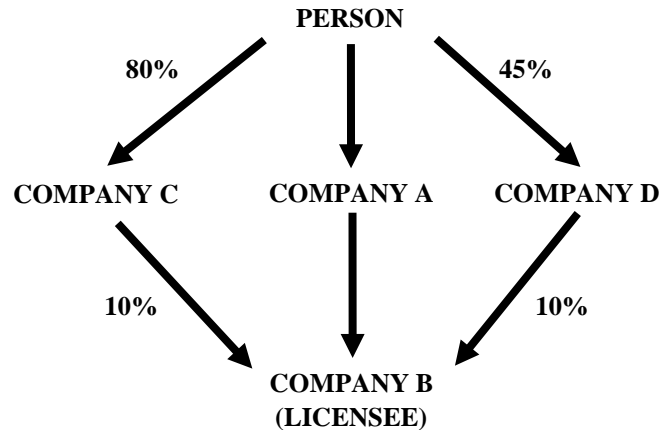 PERSON
80%
45%
COMPANY C
COMPANY A
COMPANY D
10%
10%
COMPANY B
(LICENSEE)